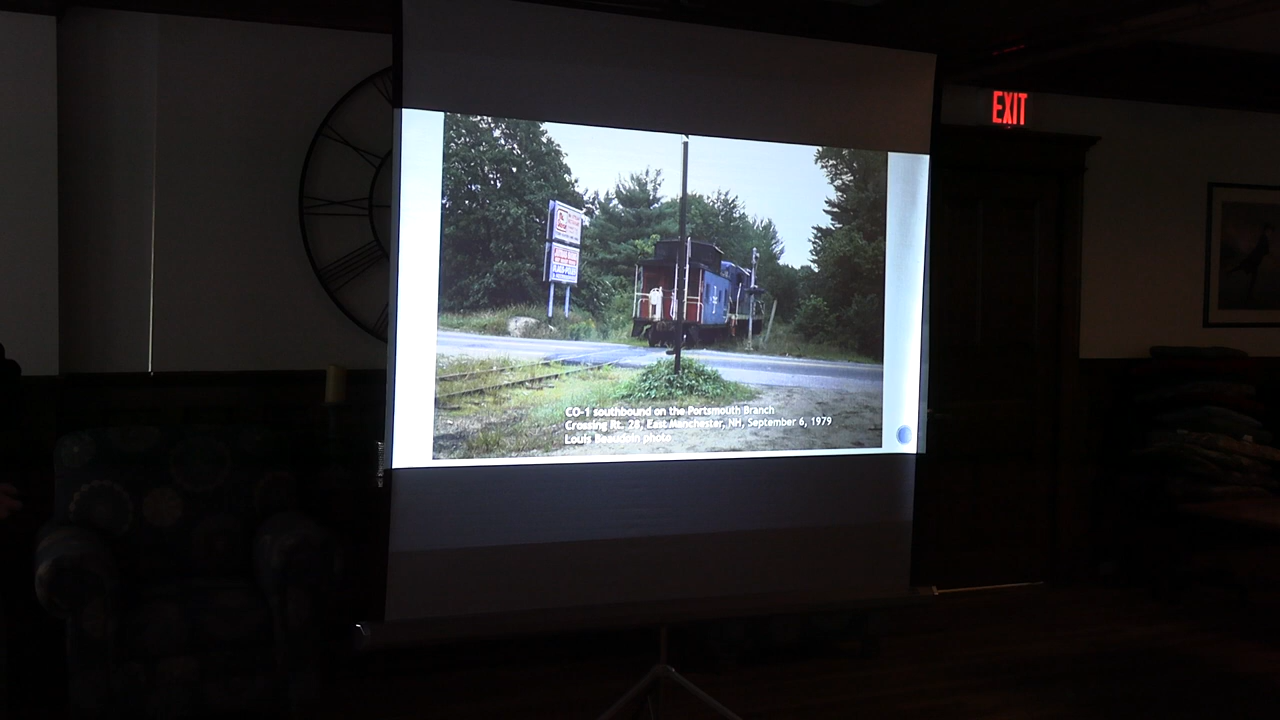 EXIT
CO-1 southbound on the Portsmouth Branch
Crossing Rt. 28, East Manchester, NH, September 6, 1979
Louis Beaudoin photo